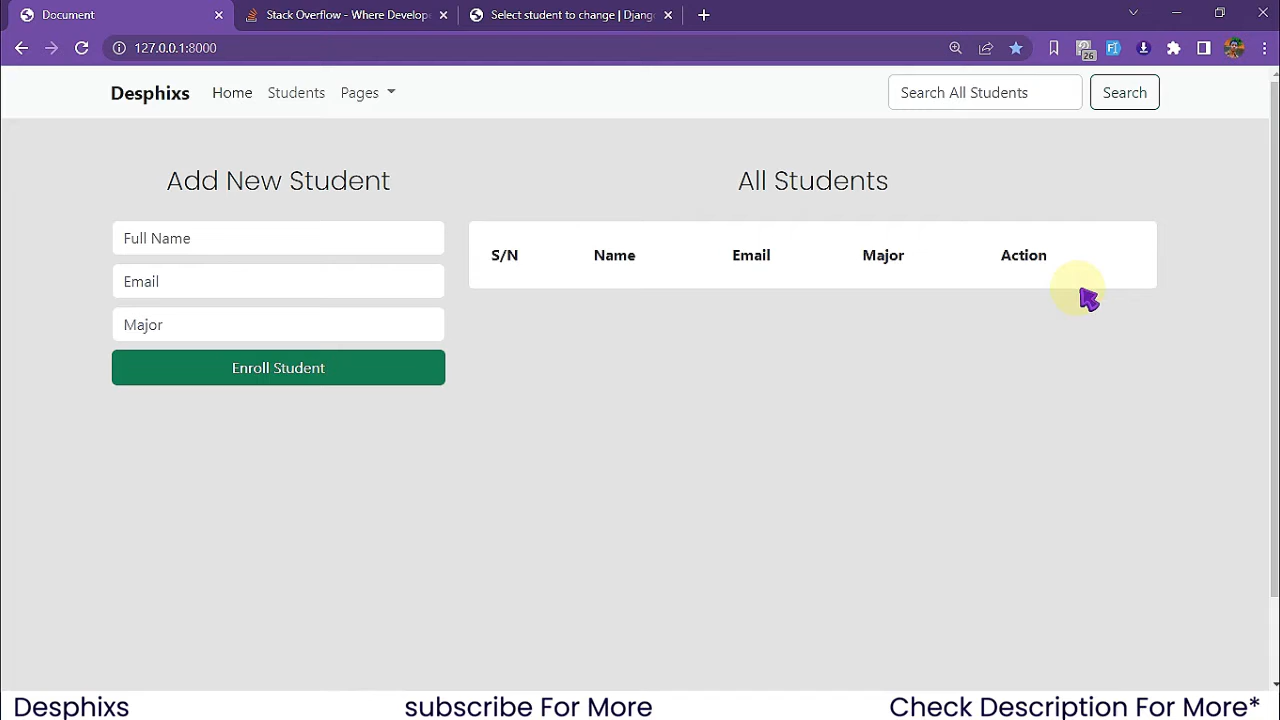 Document
Stack Overflow - Where Develop
Select student to change | Djang
127.0.0.1:8000
26
Desphixs
Home
Students
Pages
Search All Students
Search
Add New Student
All Students
Full Name
Email
Major
Enroll Student
S/N
Name
Email
Major
Action
Desphixs
subscribe For More
Check Description For More*